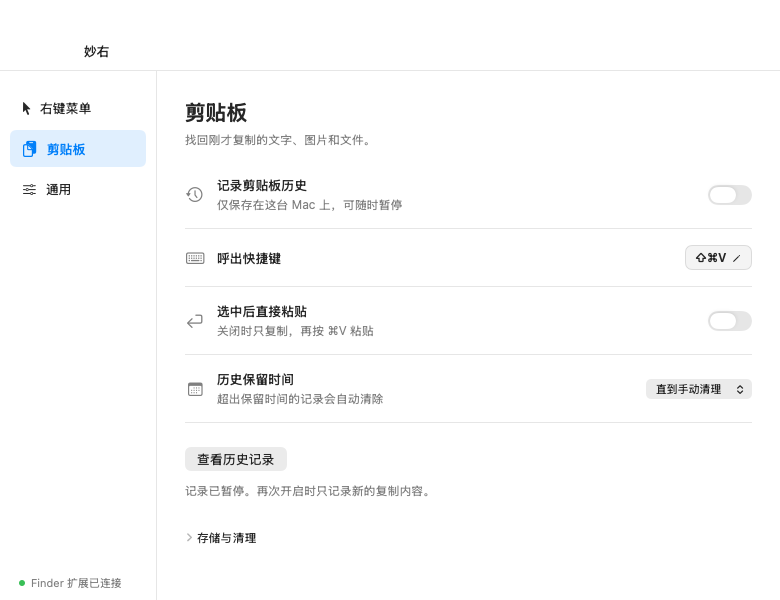 妙右
右键菜单
剪贴板
通用
Finder 扩展已连接
剪贴板
找回刚才复制的文字、图片和文件。
记录剪贴板历史
仅保存在这台 Mac 上，可随时暂停
呼出快捷键
⇧⌘V
选中后直接粘贴
关闭时只复制，再按 ⌘V 粘贴
历史保留时间
超出保留时间的记录会自动清除
直到手动清理
查看历史记录
记录已暂停。再次开启时只记录新的复制内容。
存储与清理